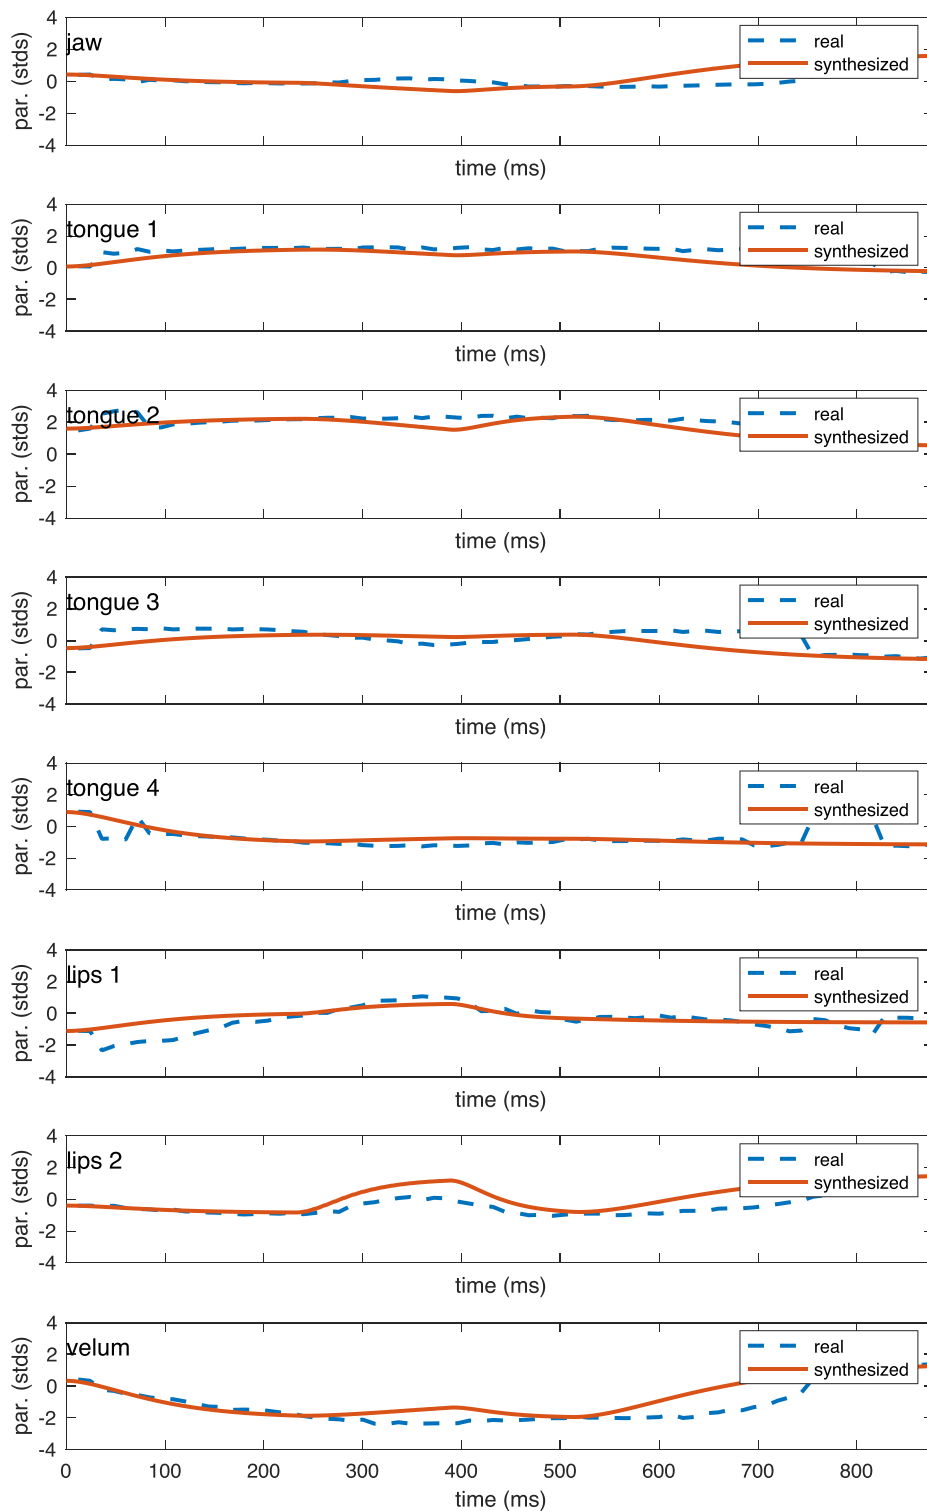 4
jaw
real
2
synthesized
0
-2
-4
par. (stds)
time (ms)
4
tongue 1
real
2
synthesized
0
-2
-4
par. (stds)
time (ms)
4
tongue 2
real
2
synthesized
0
-2
-4
par. (stds)
time (ms)
4
tongue 3
real
2
synthesized
0
-2
-4
par. (stds)
time (ms)
4
tongue 4
real
2
synthesized
0
-2
-4
par. (stds)
time (ms)
4
lips 1
real
2
synthesized
0
-2
-4
par. (stds)
time (ms)
4
lips 2
real
2
synthesized
0
-2
-4
par. (stds)
time (ms)
4
velum
real
2
synthesized
0
-2
-4
par. (stds)
0 100 200 300 400 500 600 700 800
time (ms)